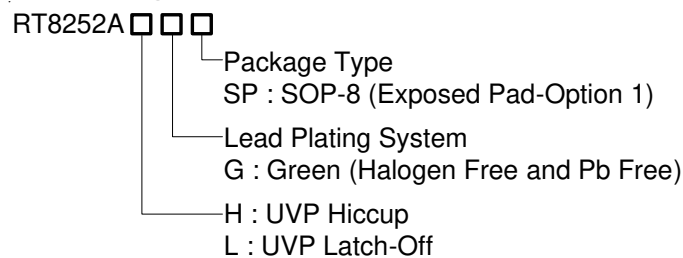 RT8252A
Package Type
SP : SOP-8 (Exposed Pad-Option 1)
Lead Plating System
G : Green (Halogen Free and Pb Free)
H : UVP Hiccup
L : UVP Latch-Off